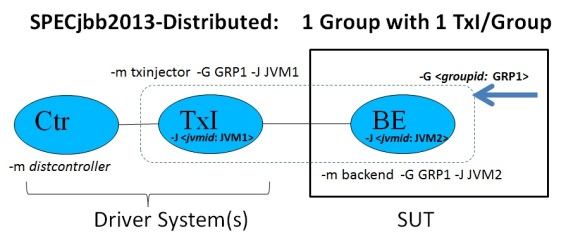 SPECjbb2013-Distributed: 1 Group with 1 TxI/Group
-m txinjector -G GRP1 -J JVM1
-G <groupid: GRP1>
Ctr
TxI
BE
-J <jvmid: JVM1>
-J <jvmid: JVM2>
-m distcontroller
-m backend -G GRP1 -J JVM2
Driver System(s)
SUT